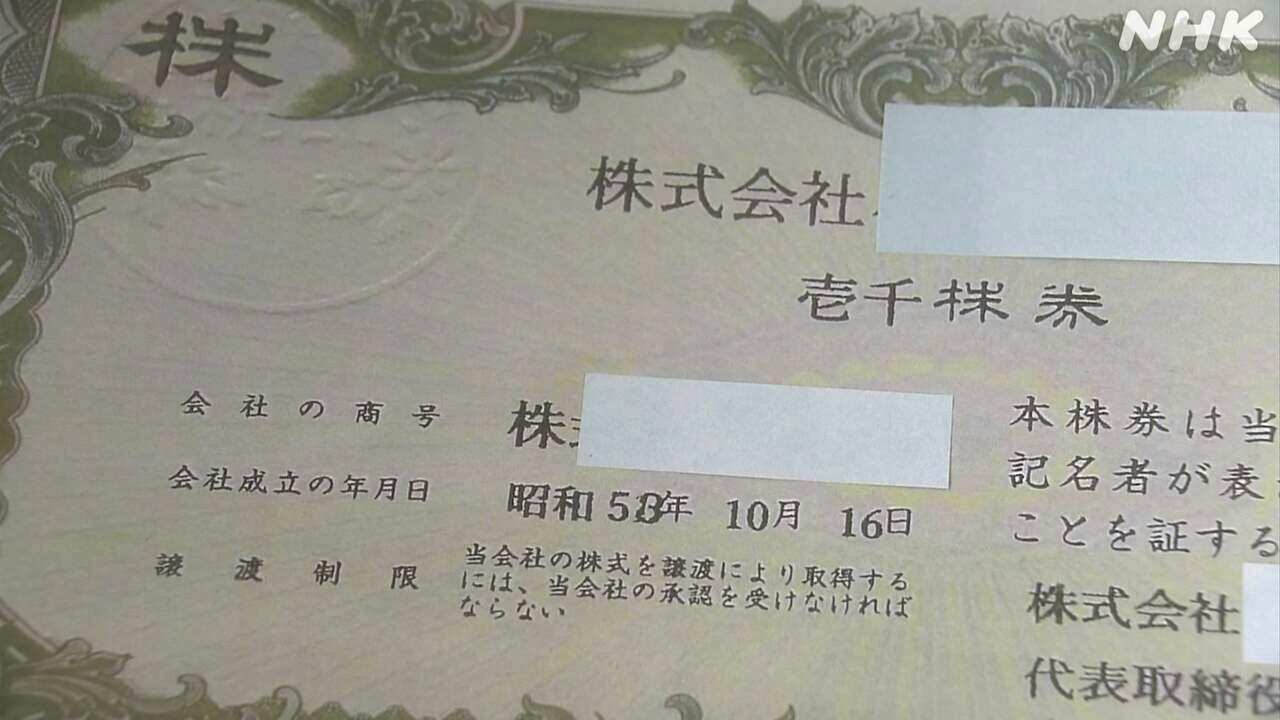 NHK
株
株式会社
壱千株券
会社の商号 株
会社成立の年月日 昭和 58年 10月 16日
譲渡制限 当会社の株式を譲渡により取得する
には、当会社の承認を受けなければ
ならない
本株券は当
記名者が表
ことを証する
株式会社
代表取締役